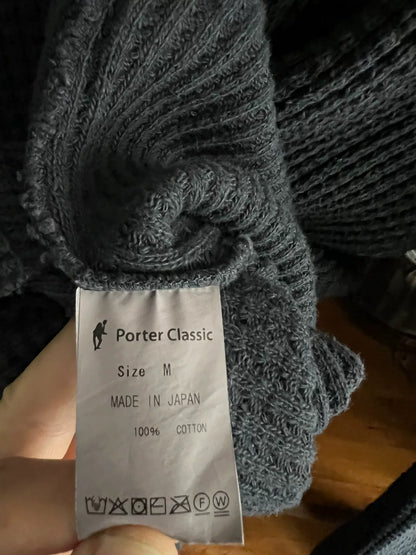 Porter Classic
Size M
MADE IN JAPAN
100% COTTON
F W